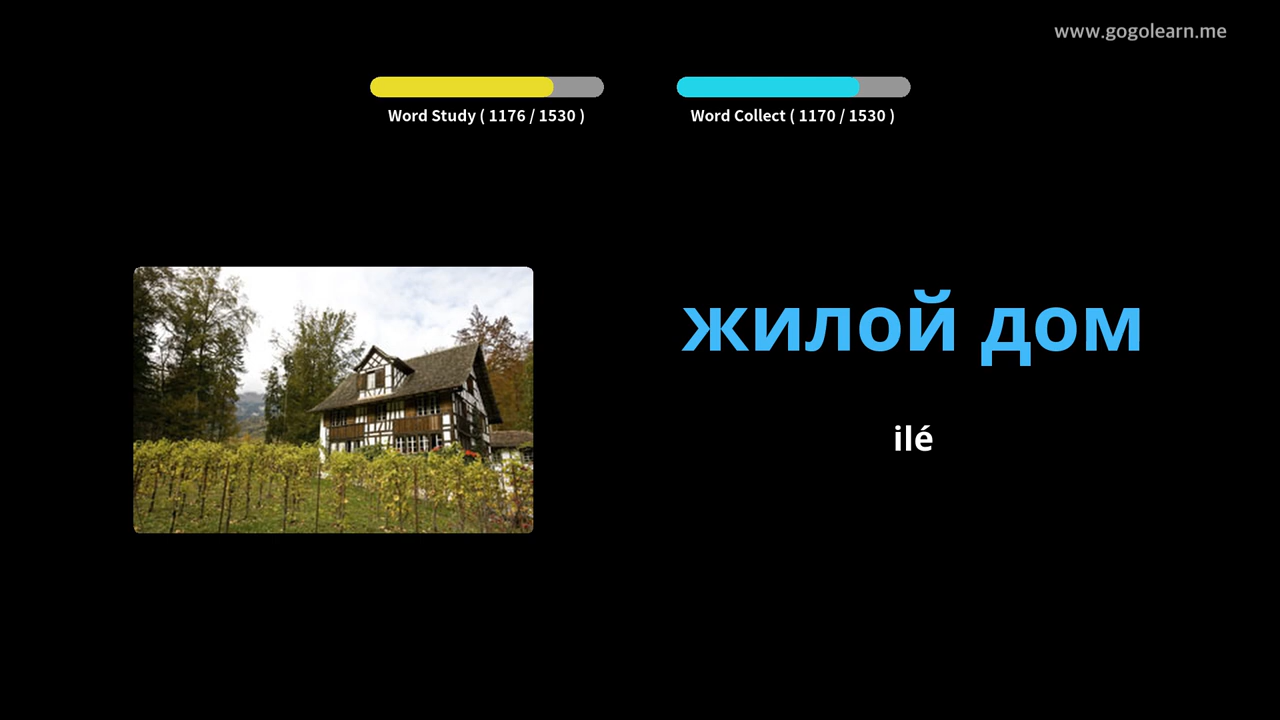 www.gogolearn.me
Word Study ( 1176 / 1530 )
Word Collect ( 1170 / 1530 )
жилой дом
ilé